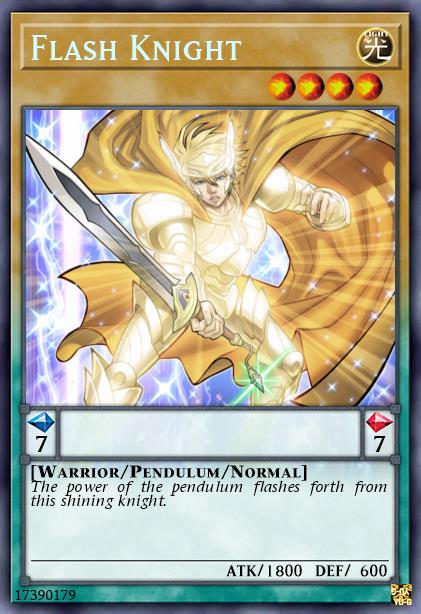 Flash Knight
LIGHT
光
7
7
[Warrior/Pendulum/Normal]
The power of the pendulum flashes forth from
this shining knight.
ATK/1800 DEF/ 600
17390179